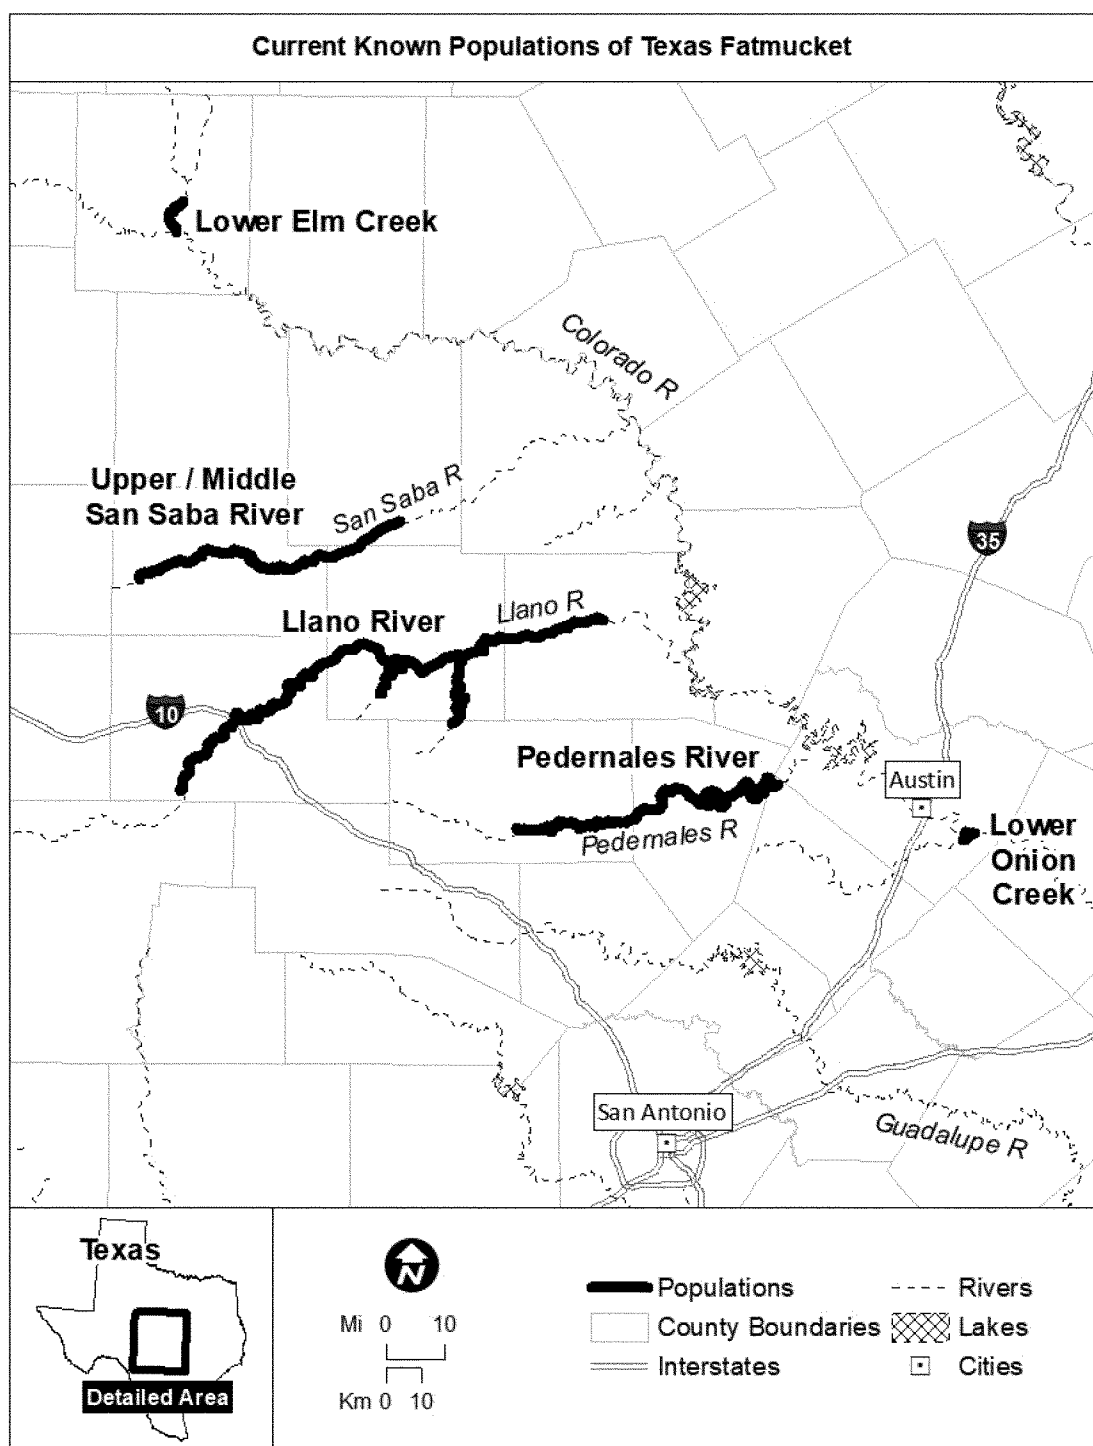 Current Known Populations of Texas Fatmucket
Lower Elm Creek
Colorado R
Upper / Middle
San Saba River
San Saba R
35
Llano River
Llano R
10
Pedernales River
Austin
Pedernales R
Lower
Onion
Creek
San Antonio
Guadalupe R
Texas
Detailed Area
N
Mi 0 10
Km 0 10
Populations
Rivers
County Boundaries
Lakes
Interstates
Cities